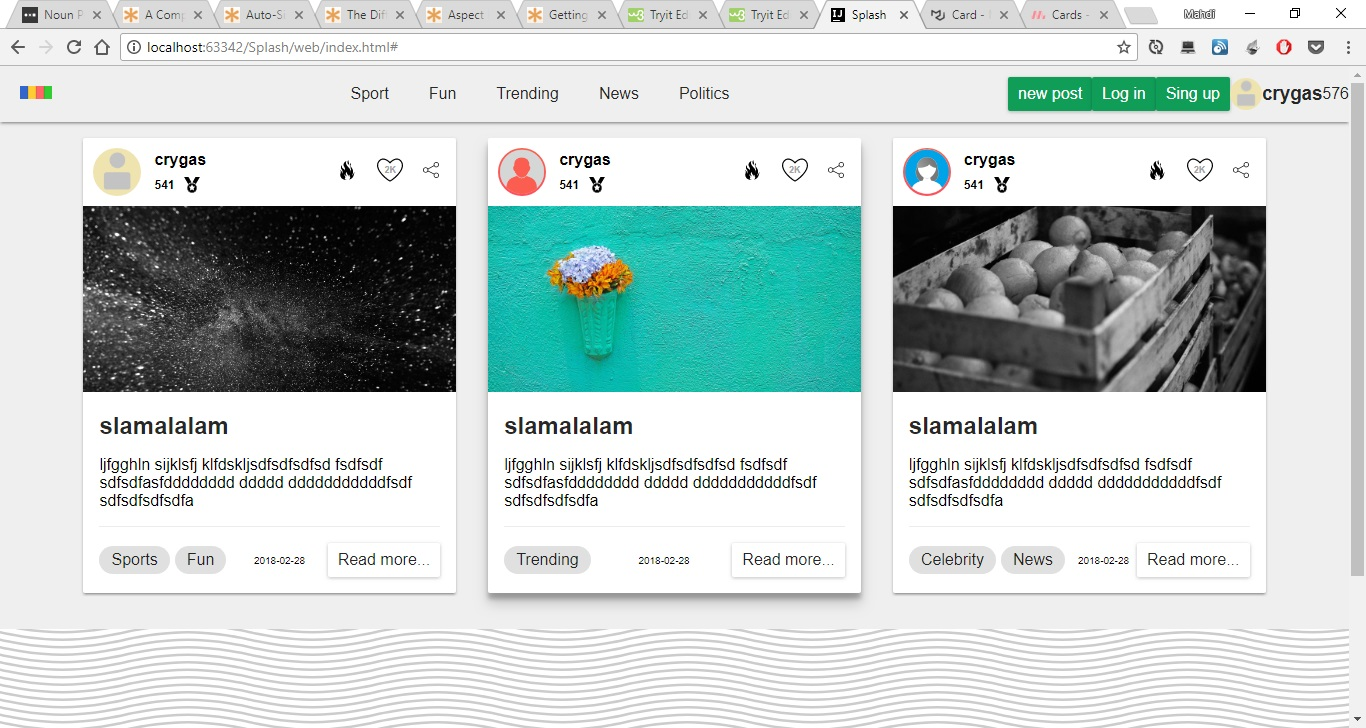 Noun P
A Comp
Auto-Si
The Diff
Aspect
Getting
Tryit Ed
Tryit Ed
Splash
Card -
Cards -
Mahdi
localhost:63342/Splash/web/index.html#
Sport Fun Trending News Politics new post Log in Sing up crygas576
crygas
541
2K
slamalalam
ljfgghln sijklsfj klfdskljsdfsdfsdfsd fsdfsdf
sdfsdfasfdddddddd ddddd dddddddddddfsdf
sdfsdfsdfsdfa
Sports Fun 2018-02-28 Read more...
crygas
541
2K
slamalalam
ljfgghln sijklsfj klfdskljsdfsdfsdfsd fsdfsdf
sdfsdfasfdddddddd ddddd dddddddddddfsdf
sdfsdfsdfsdfa
Trending 2018-02-28 Read more...
crygas
541
2K
slamalalam
ljfgghln sijklsfj klfdskljsdfsdfsdfsd fsdfsdf
sdfsdfasfdddddddd ddddd dddddddddddfsdf
sdfsdfsdfsdfa
Celebrity News 2018-02-28 Read more...